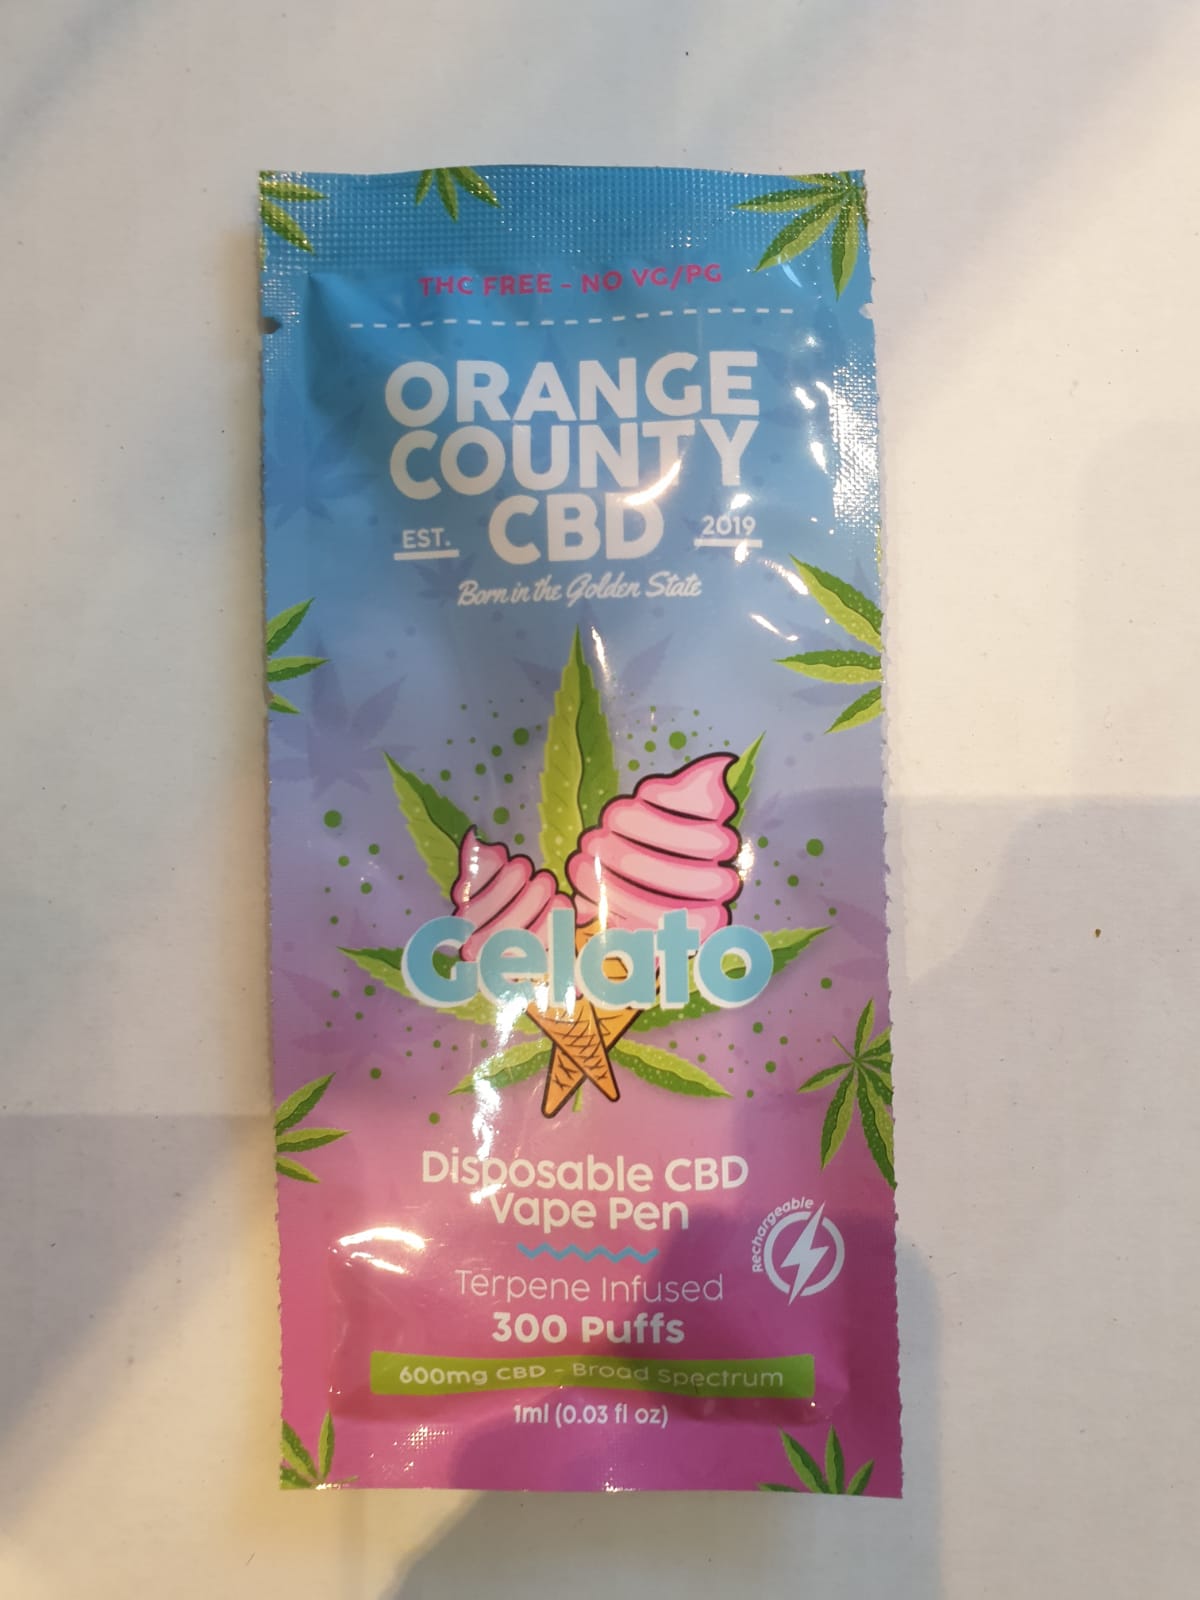 THC FREE - NO VG/PG
ORANGE
COUNTY
EST. CBD 2019
Born in the Golden State
Gelato
Disposable CBD
Vape Pen
Rechargeable
Terpene Infused
300 Puffs
600mg CBD - Broad Spectrum
1ml (0.03 fl oz)